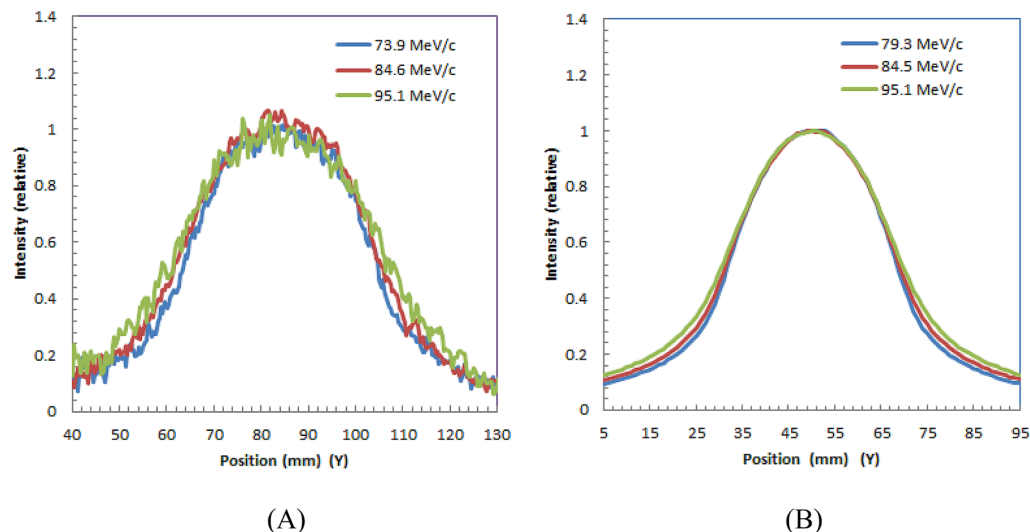 1.4
1.2
1
0.8
0.6
0.4
0.2
0
Intensity (relative)
73.9 MeV/c
84.6 MeV/c
95.1 MeV/c
40 50 60 70 80 90 100 110 120 130
Position (mm) (Y)
(A)
1.4
1.2
1
0.8
0.6
0.4
0.2
0
Intensity (relative)
79.3 MeV/c
84.5 MeV/c
95.1 MeV/c
5 15 25 35 45 55 65 75 85 95
Position (mm) (Y)
(B)